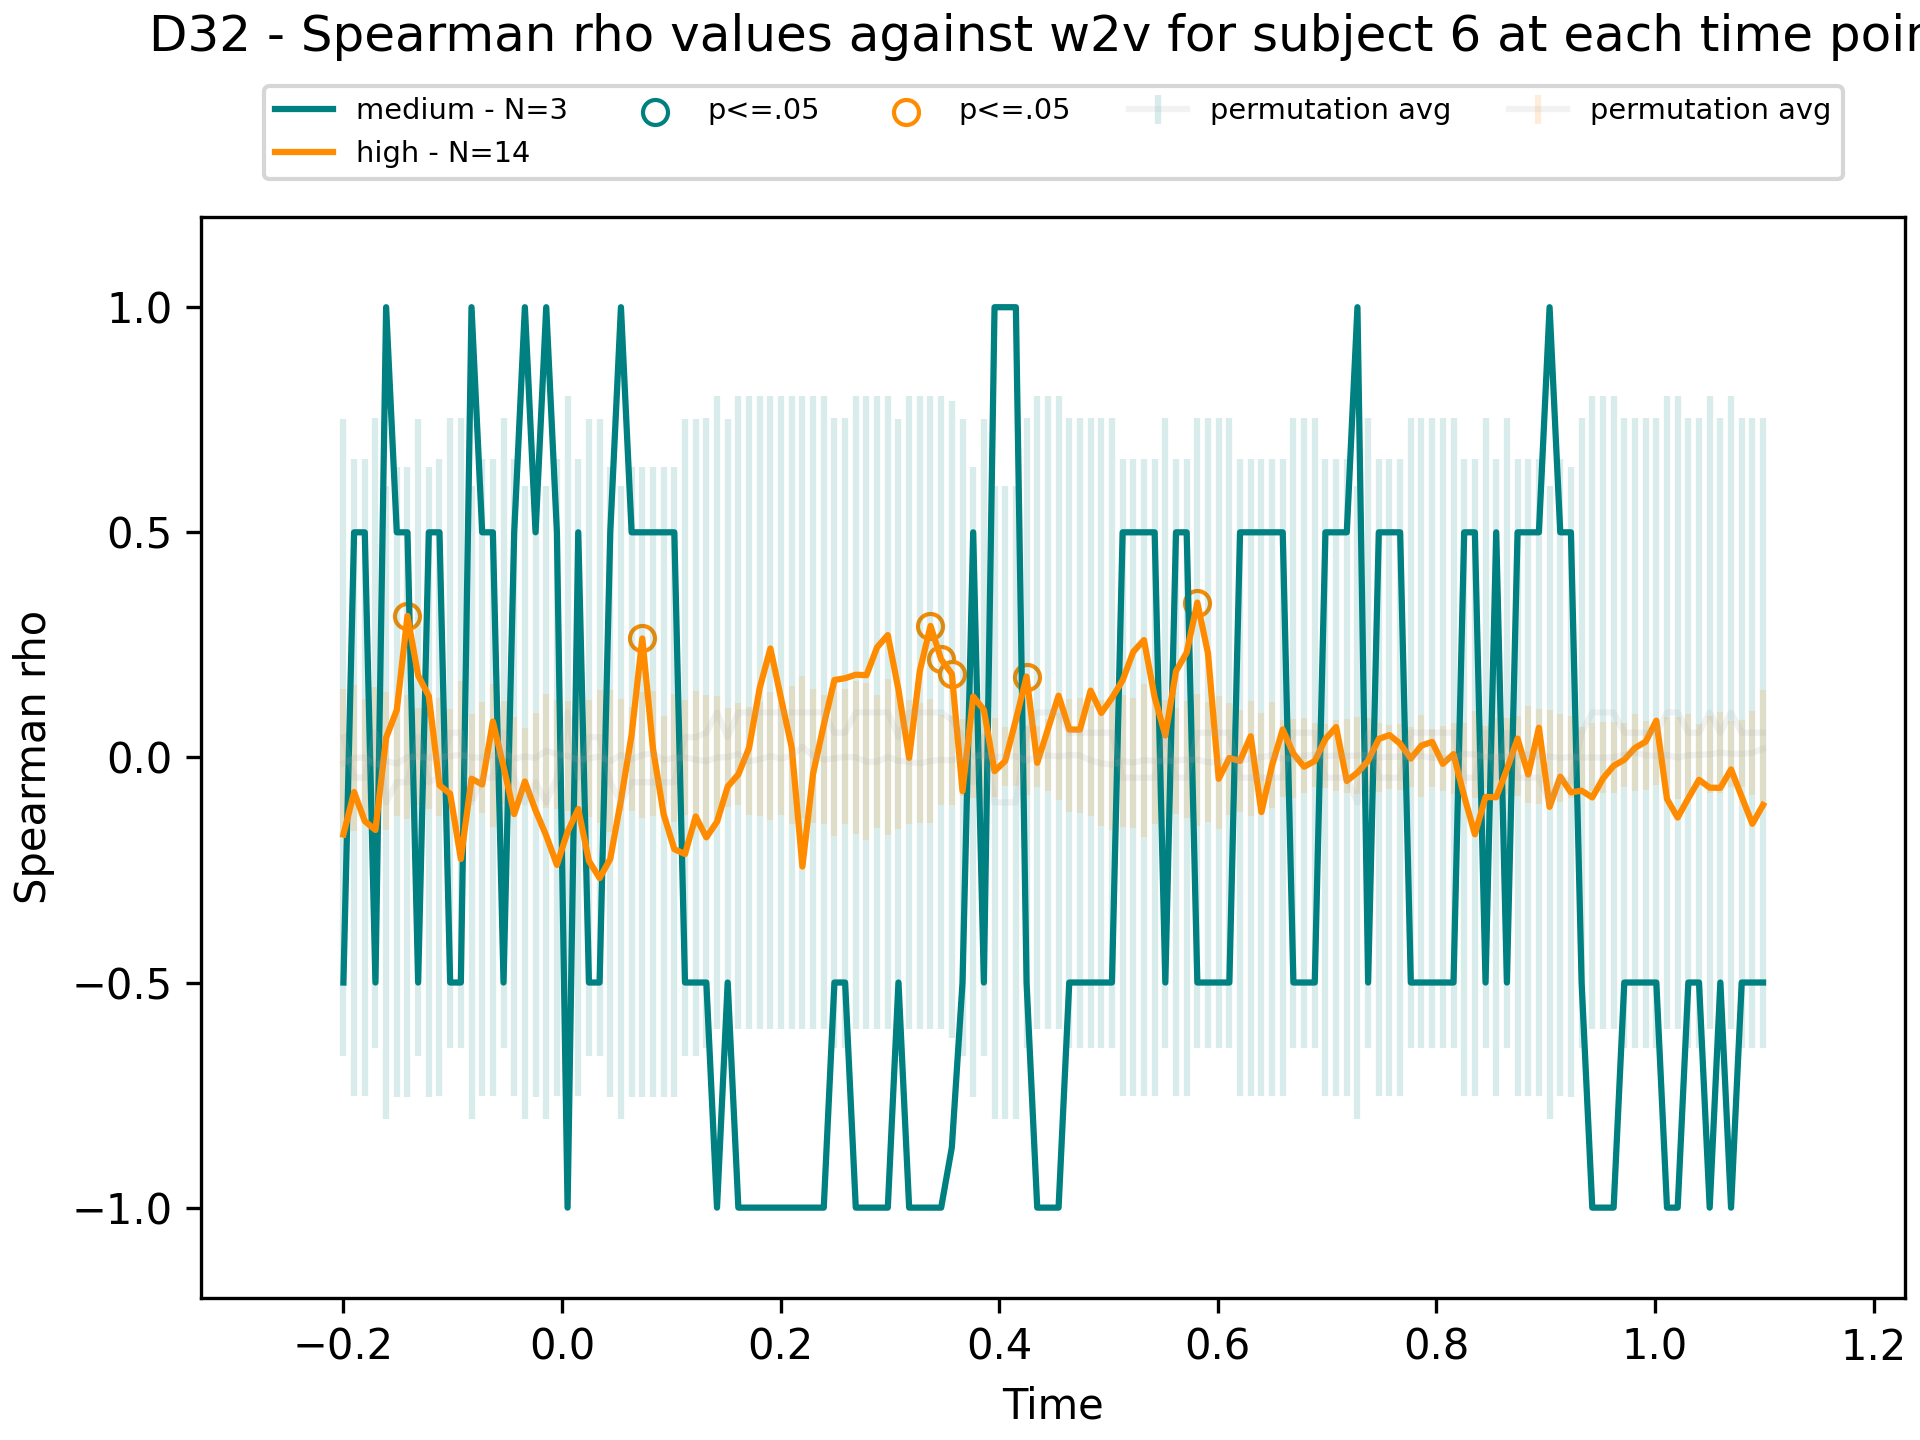 D32 - Spearman rho values against w2v for subject 6 at each time poin
medium - N=3 p<=.05 p<=.05 permutation avg permutation avg
high - N=14
1.0
0.5
0.0
−0.5
−1.0
Spearman rho
−0.2 0.0 0.2 0.4 0.6 0.8 1.0 1.2
Time